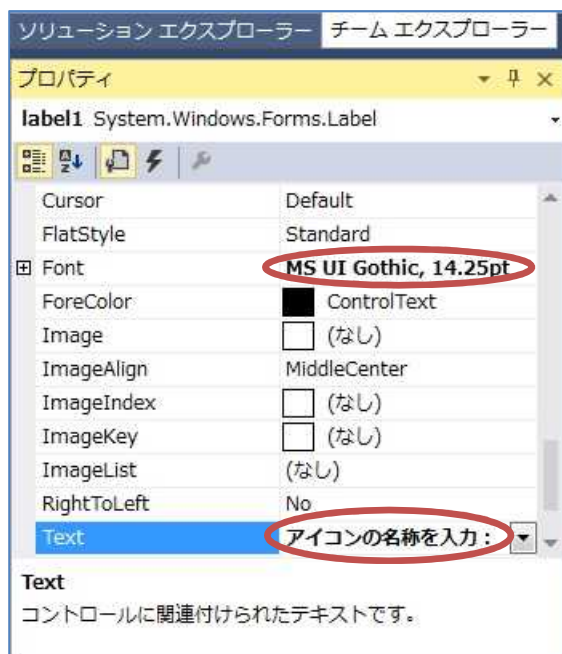 ソリューション エクスプローラー チーム エクスプローラー
プロパティ
label1 System.Windows.Forms.Label
Cursor Default
FlatStyle Standard
Font MS UI Gothic, 14.25pt
ForeColor ControlText
Image (なし)
ImageAlign MiddleCenter
ImageIndex (なし)
ImageKey (なし)
ImageList (なし)
RightToLeft No
Text アイコンの名称を入力：
Text
コントロールに関連付けられたテキストです。